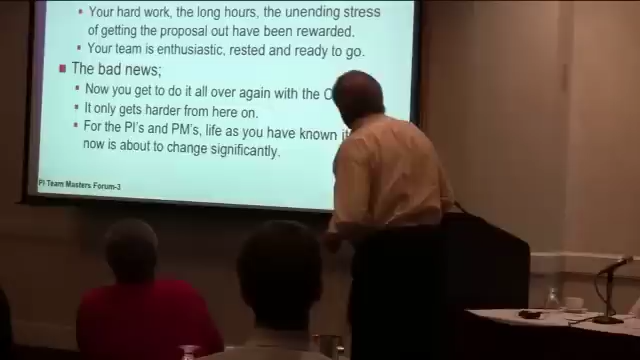 Your hard work, the long hours, the unending stress
of getting the proposal out have been rewarded.
Your team is enthusiastic, rested and ready to go.
The bad news;
Now you get to do it all over again with the
It only gets harder from here on.
For the PI's and PM's, life as you have known it
now is about to change significantly.
PI Team Masters Forum-3